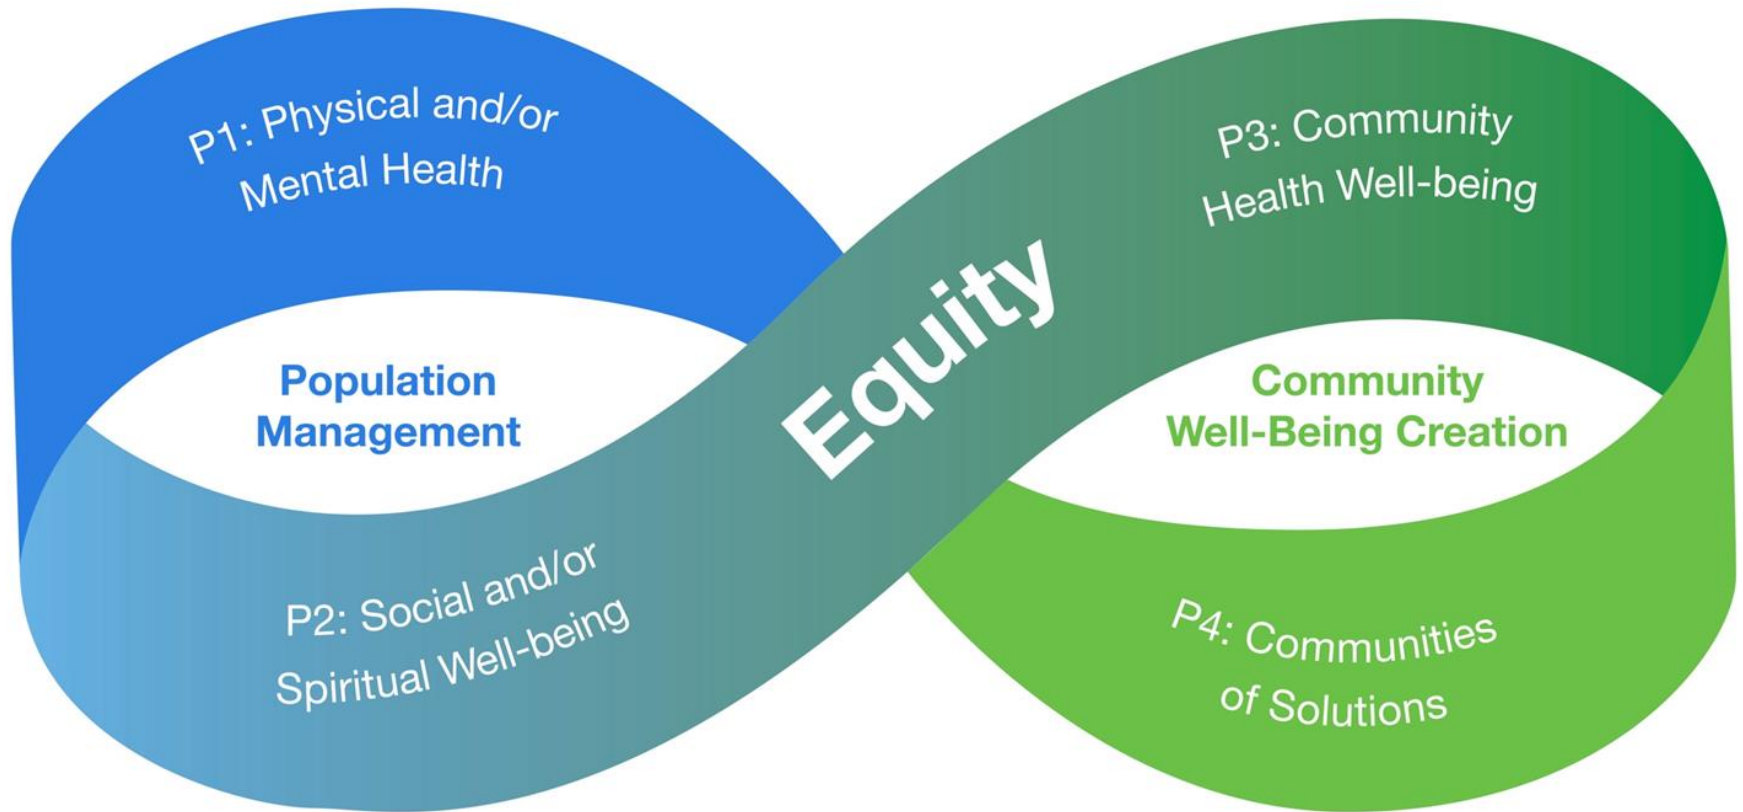 P1: Physical and/or
Mental Health
Population
Management
P2: Social and/or
Spiritual Well-being
Equity
P3: Community
Health Well-being
Community
Well-Being Creation
P4: Communities
of Solutions